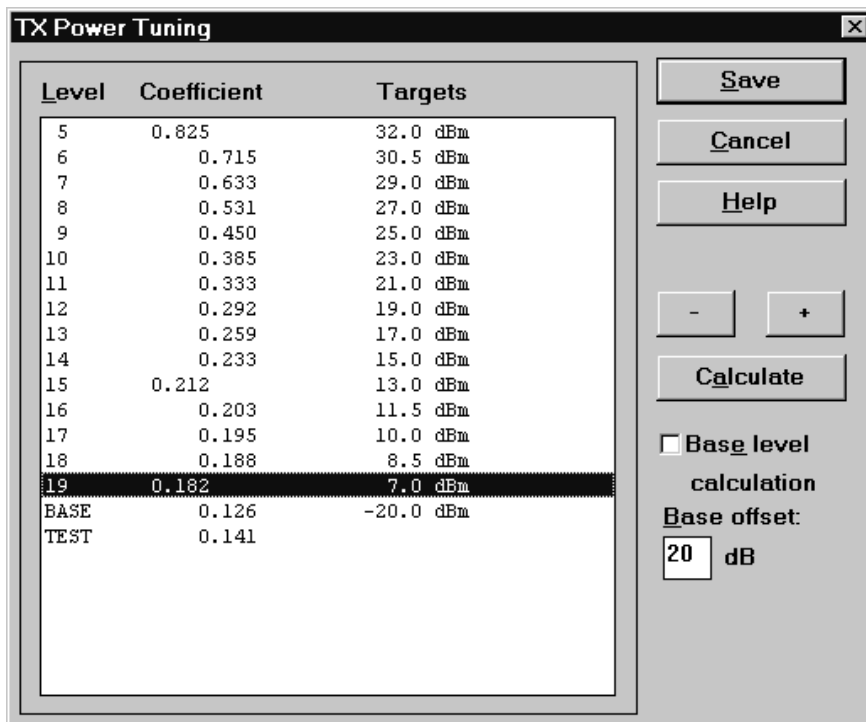 TX Power Tuning
Level Coefficient Targets
5 0.825 32.0 dBm
6 0.715 30.5 dBm
7 0.633 29.0 dBm
8 0.531 27.0 dBm
9 0.450 25.0 dBm
10 0.385 23.0 dBm
11 0.333 21.0 dBm
12 0.292 19.0 dBm
13 0.259 17.0 dBm
14 0.233 15.0 dBm
15 0.212 13.0 dBm
16 0.203 11.5 dBm
17 0.195 10.0 dBm
18 0.188 8.5 dBm
19 0.182 7.0 dBm
BASE 0.126 -20.0 dBm
TEST 0.141
Save
Cancel
Help
- +
Calculate
Base level
calculation
Base offset:
20 dB